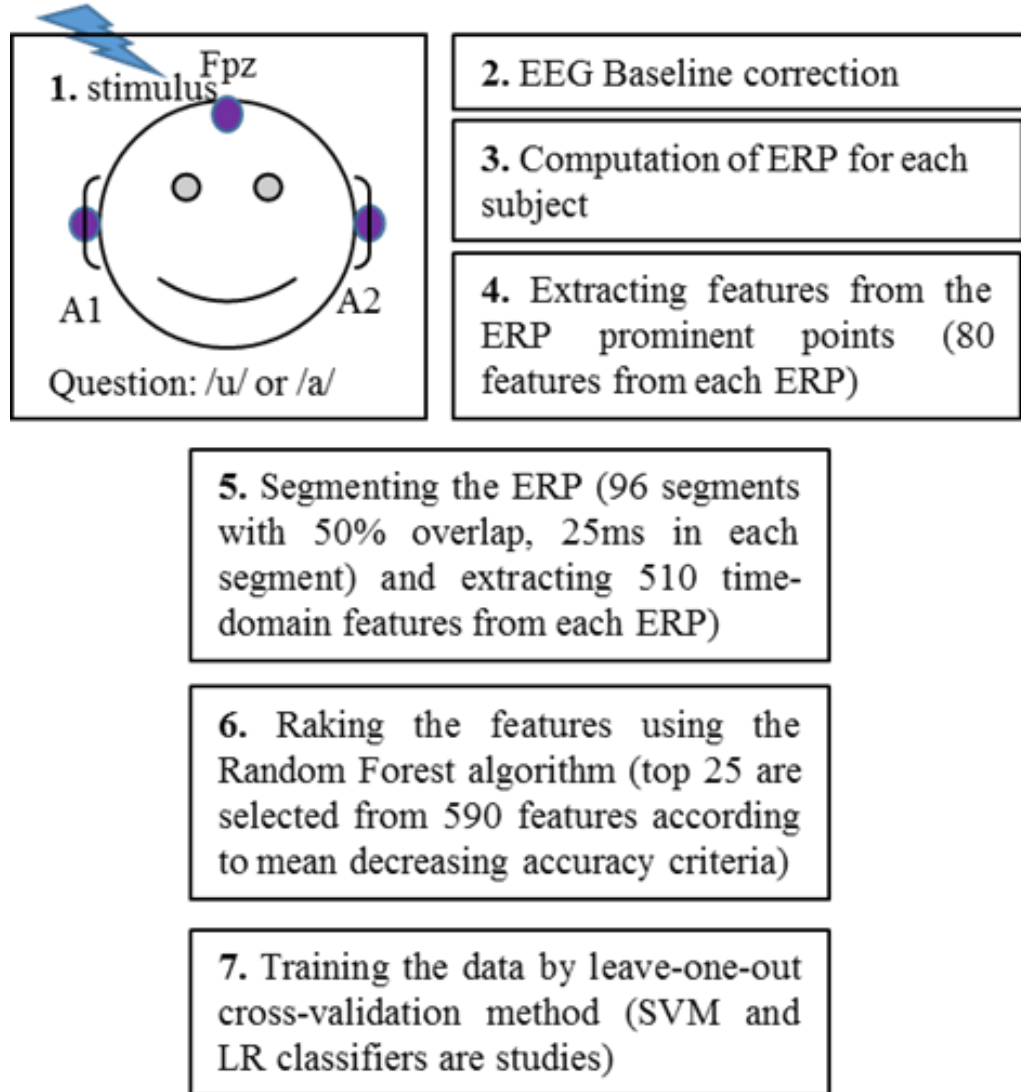 Fpz
1. stimulus
A1
A2
Question: /u/ or /a/
2. EEG Baseline correction
3. Computation of ERP for each
subject
4. Extracting features from the
ERP prominent points (80
features from each ERP)
5. Segmenting the ERP (96 segments
with 50% overlap, 25ms in each
segment) and extracting 510 time-
domain features from each ERP)
6. Raking the features using the
Random Forest algorithm (top 25 are
selected from 590 features according
to mean decreasing accuracy criteria)
7. Training the data by leave-one-out
cross-validation method (SVM and
LR classifiers are studies)